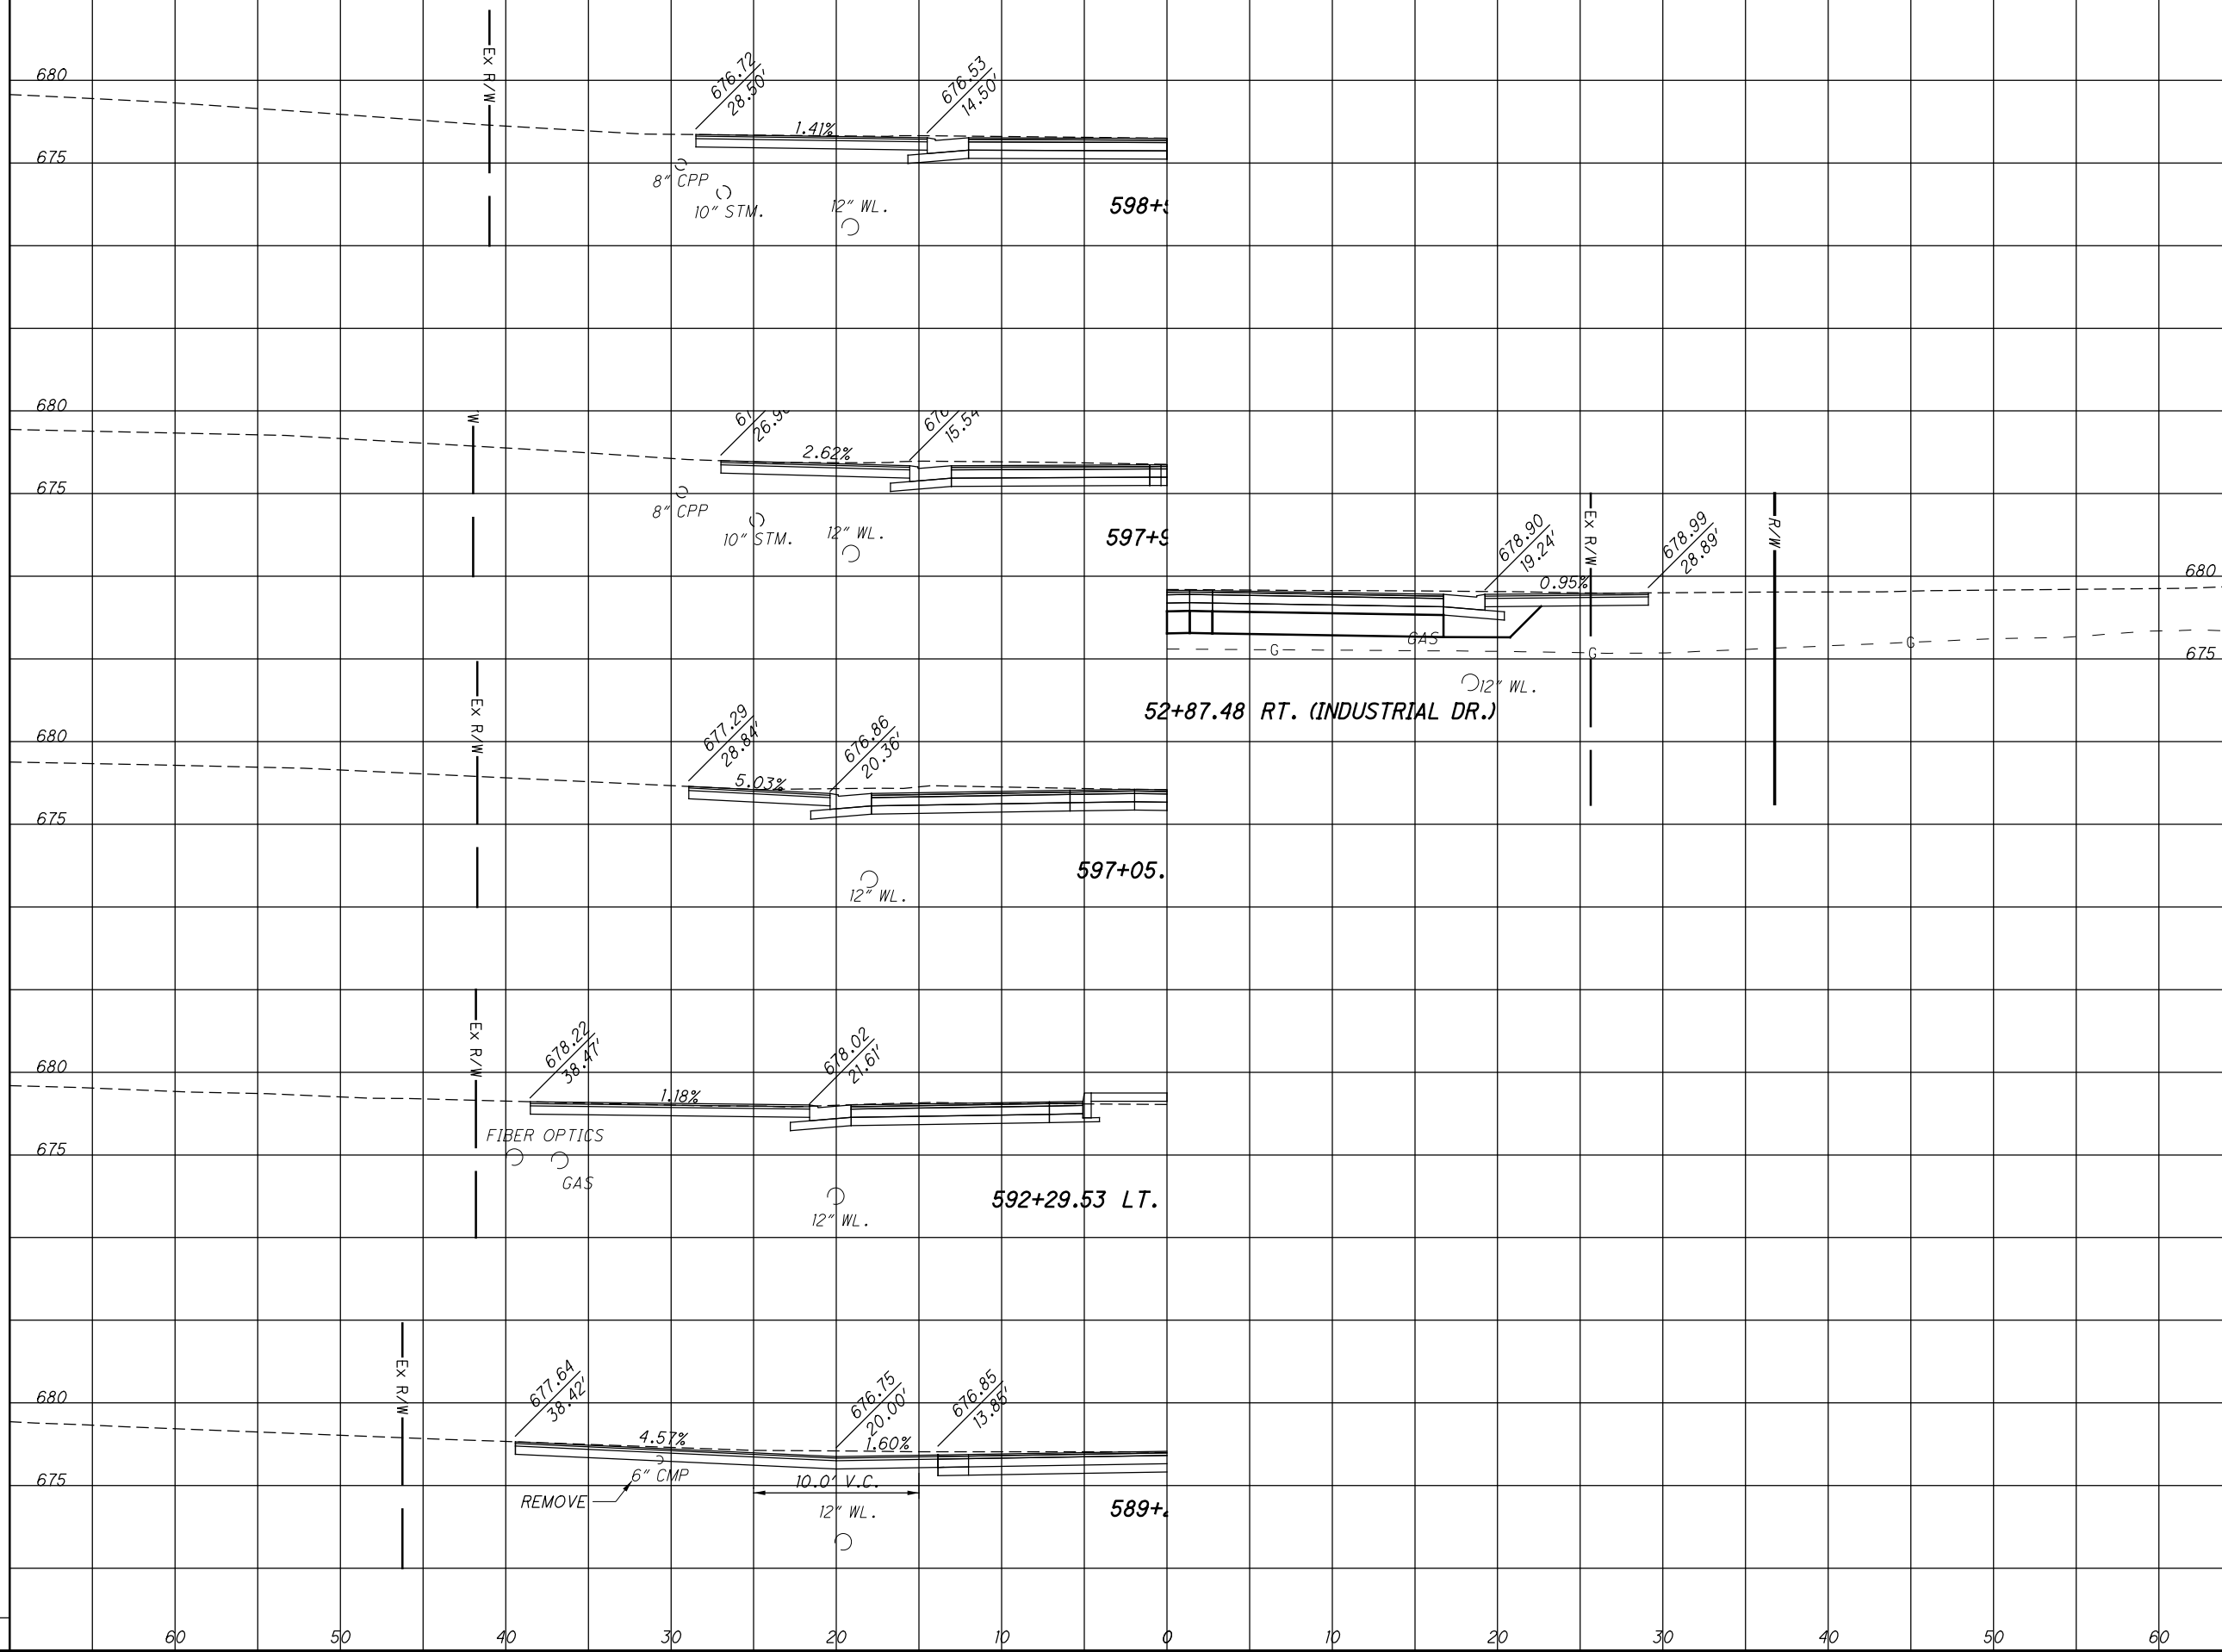 680
Ex R/W
676.72
28.50'
676.53
14.50'
1.41%
675
8" CPP
10" STM.
12" WL.
680
W
26.9
15.54
2.62%
675
8" CPP
10" STM.
12" WL.
678.90
19.24'
Ex R/W
678.99
28.89'
R/W
0.95%
680
GAS
G
G
G
675
12" WL.
52+87.48 RT. (INDUSTRIAL DR.)
Ex R/W
677.29
28.84'
676.86
20.36'
680
5.03%
675
597+05.
12" WL.
Ex R/W
678.22
38.47'
678.02
21.61'
680
1.18%
FIBER OPTICS
675
GAS
592+29.53 LT.
12" WL.
Ex R/W
677.64
38.42'
676.75
20.00'
676.85
13.85'
680
4.57%
1.60%
675
6" CMP
10.0' V.C.
REMOVE
12" WL.
60 50 40 30 20 10 0 10 20 30 40 50 60